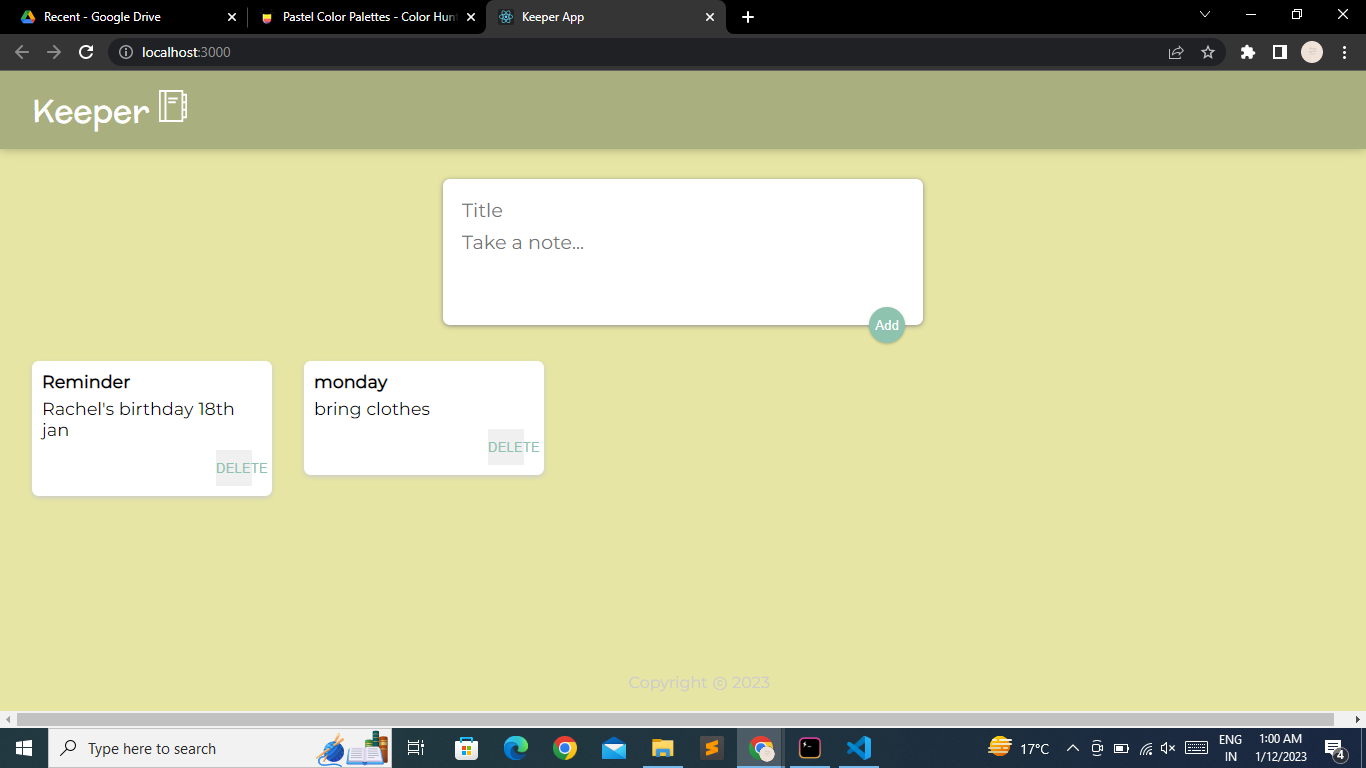 Recent - Google Drive
Pastel Color Palettes - Color Hunt
Keeper App
localhost:3000
Keeper
Title
Take a note...
Add
Reminder
Rachel's birthday 18th
jan
DELETE
monday
bring clothes
DELETE
Copyright © 2023
Type here to search
17°C
ENG
IN
1:00 AM
1/12/2023
4